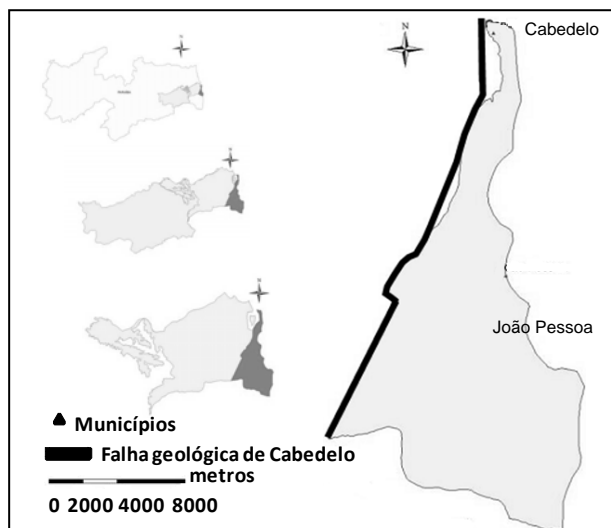 N
N
Cabedelo
N
N
João Pessoa
Municípios
Falha geológica de Cabedelo
metros
0 2000 4000 8000